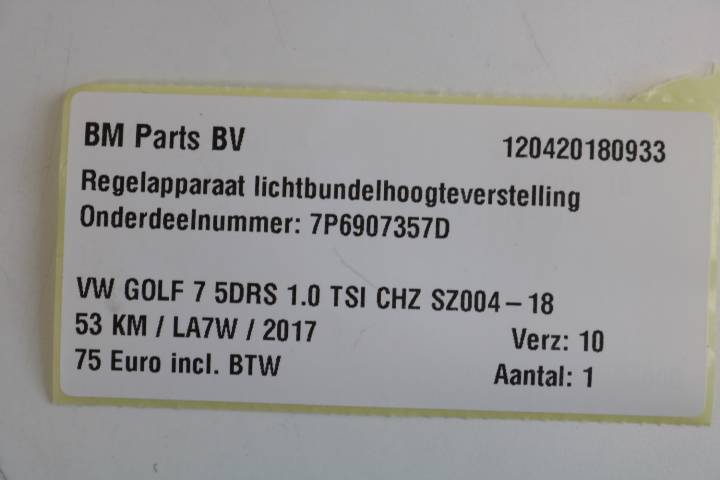 BM Parts BV 120420180933
Regelapparaat lichtbundelhoogteverstelling
Onderdeelnummer: 7P6907357D
VW GOLF 7 5DRS 1.0 TSI CHZ SZ004-18
53 KM / LA7W / 2017 Verz: 10
75 Euro incl. BTW Aantal: 1